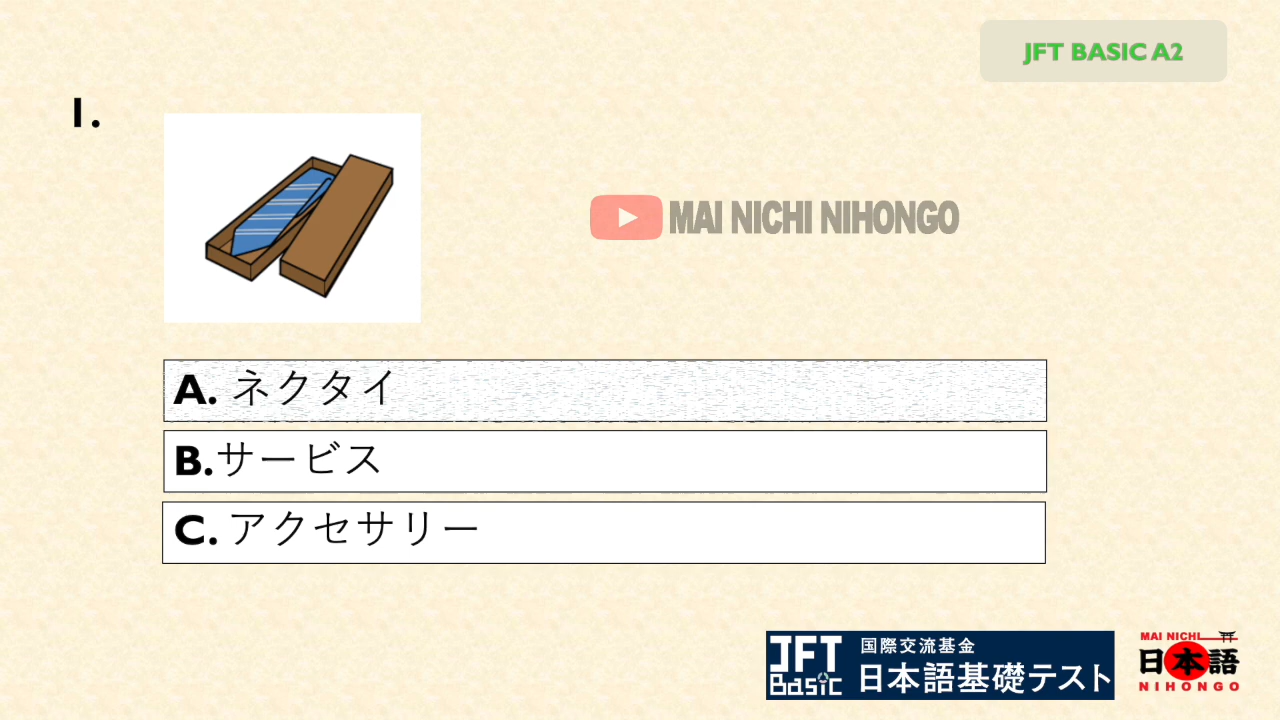 JFT BASIC A2
1.
MAI NICHI NIHONGO
A. ネクタイ
B.サービス
C. アクセサリー
JFT Basic
国際交流基金
日本語基礎テスト
MAI NICHI
日本語
NIHONGO